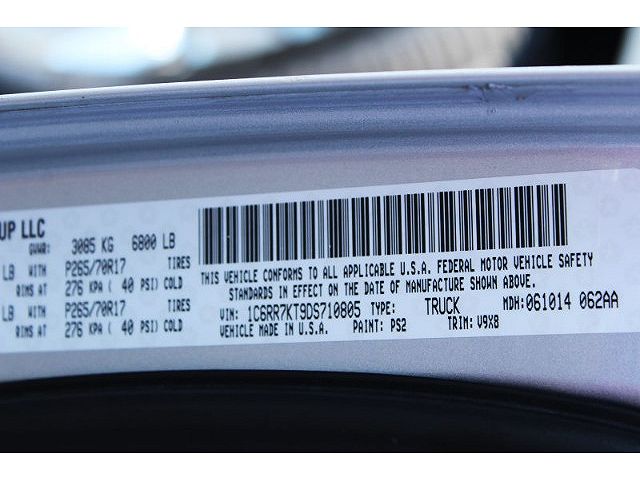 UP LLC
GVWR: 3085 KG 6800 LB
LB WITH P265/70R17 TIRES
RIMS AT 276 KPA ( 40 PSI) COLD
LB WITH P265/70R17 TIRES
RIMS AT 276 KPA ( 40 PSI) COLD
THIS VEHICLE CONFORMS TO ALL APPLICABLE U.S.A. FEDERAL MOTOR VEHICLE SAFETY
STANDARDS IN EFFECT ON THE DATE OF MANUFACTURE SHOWN ABOVE.
VIN: 1C6RR7KT9DS710805 TYPE: TRUCK MDH: 061014 062AA
VEHICLE MADE IN U.S.A. PAINT: PS2 TRIM: V9X8